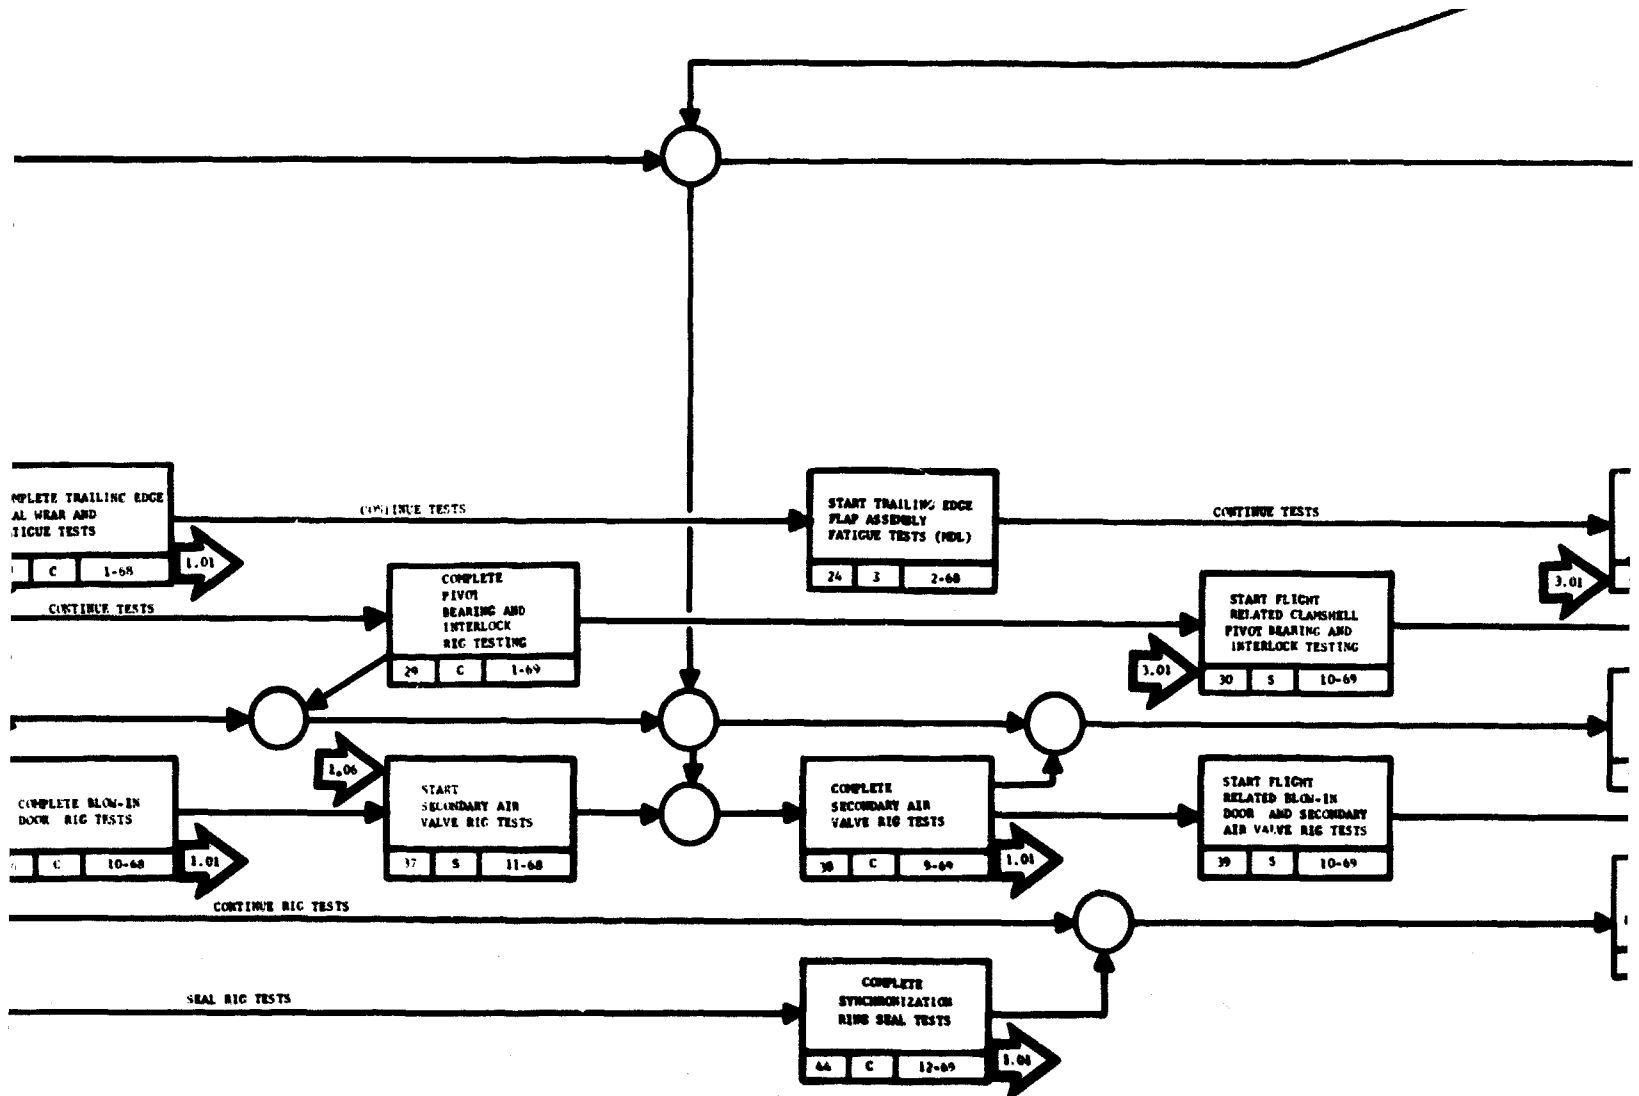 MPLETE TRAILING EDGE
AL WEAR AND
TIGUE TESTS
C 1-68
1.01
CONTINUE TESTS
START TRAILING EDGE
FLAP ASSEMBLY
FATIGUE TESTS (MDL)
24 3 2-68
CONTINUE TESTS
3.01
CONTINUE TESTS
COMPLETE
PIVOT
BEARING AND
INTERLOCK
RIG TESTING
29 C 1-69
3.01
START FLIGHT
RELATED CLAMSHELL
PIVOT BEARING AND
INTERLOCK TESTING
30 S 10-69
COMPLETE BLOW-IN
DOOR RIG TESTS
C 10-68
1.01
1.06
START
SECONDARY AIR
VALVE RIG TESTS
37 S 11-68
COMPLETE
SECONDARY AIR
VALVE RIG TESTS
38 C 9-69
1.01
START FLIGHT
RELATED BLOW-IN
DOOR AND SECONDARY
AIR VALVE RIG TESTS
39 S 10-69
CONTINUE RIG TESTS
SEAL RIG TESTS
COMPLETE
SYNCHRONIZATION
RING SEAL TESTS
44 C 12-69